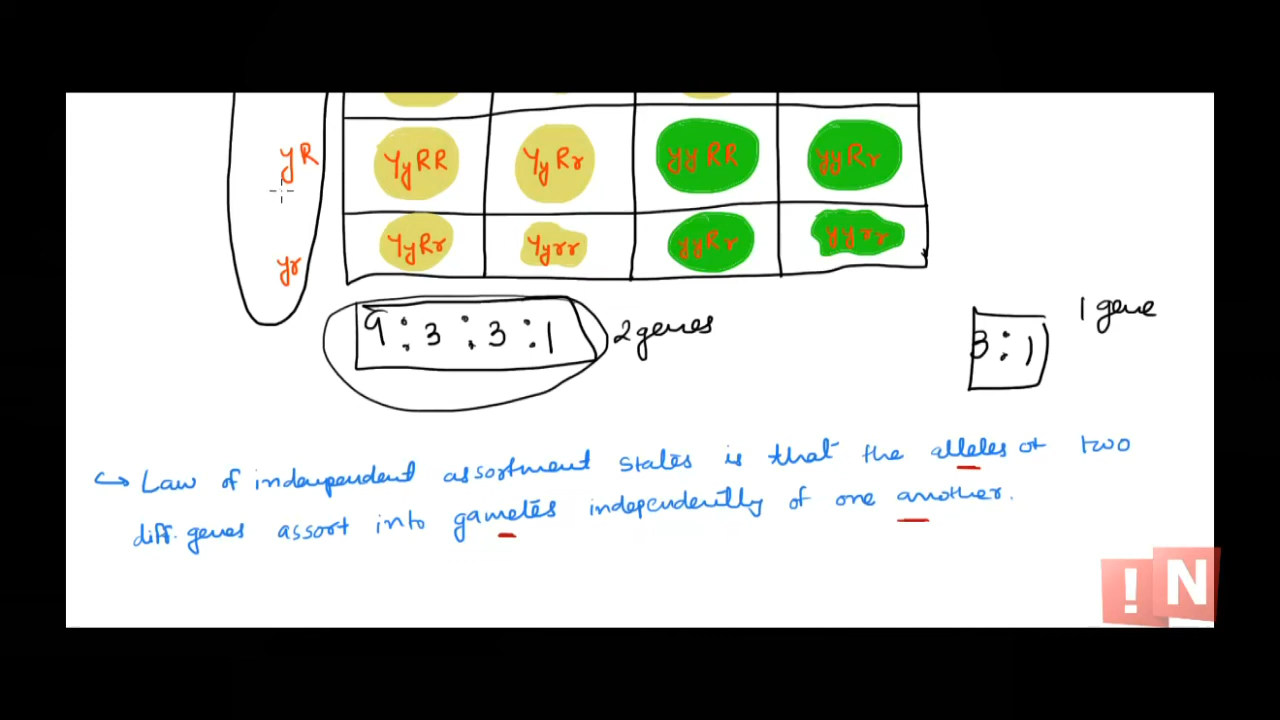 yR YyRR YyRr yyRR yyRr
yr YyRr Yyrr yyRr yyrr
9:3:3:1 2 genes 3:1 1 gene
↪ Law of independent assortment states is that the alleles of two
diff. genes assort into gametes independently of one another.
!N